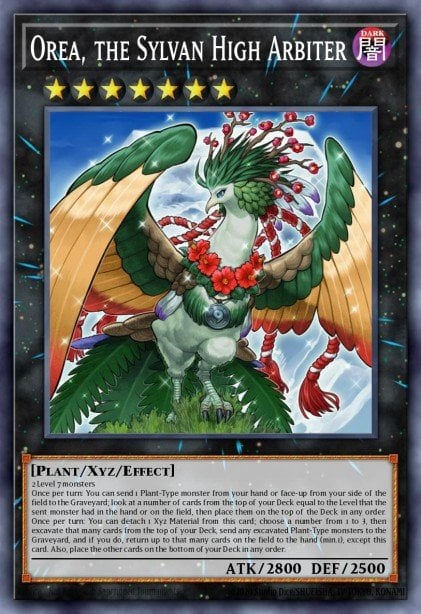 Orea, the Sylvan High Arbiter
DARK
闇
[Plant/Xyz/Effect]
2 Level 7 monsters
Once per turn: You can send 1 Plant-Type monster from your hand or face-up from your side of
the field to the Graveyard; look at a number of cards from the top of your Deck equal to the Level that the
sent monster had in the hand or on the field, then place them on the top of the Deck in any order.
Once per turn: You can detach 1 Xyz Material from this card; choose a number from 1 to 3, then
excavate that many cards from the top of your Deck, send any excavated Plant-Type monsters to the
Graveyard, and if you do, return up to that many cards on the field to the hand (min.1), except this
card. Also, place the other cards on the bottom of your Deck in any order.
ATK/2800 DEF/2500
©2020 Studio Dice/SHUEISHA, TV TOKYO, KONAMI